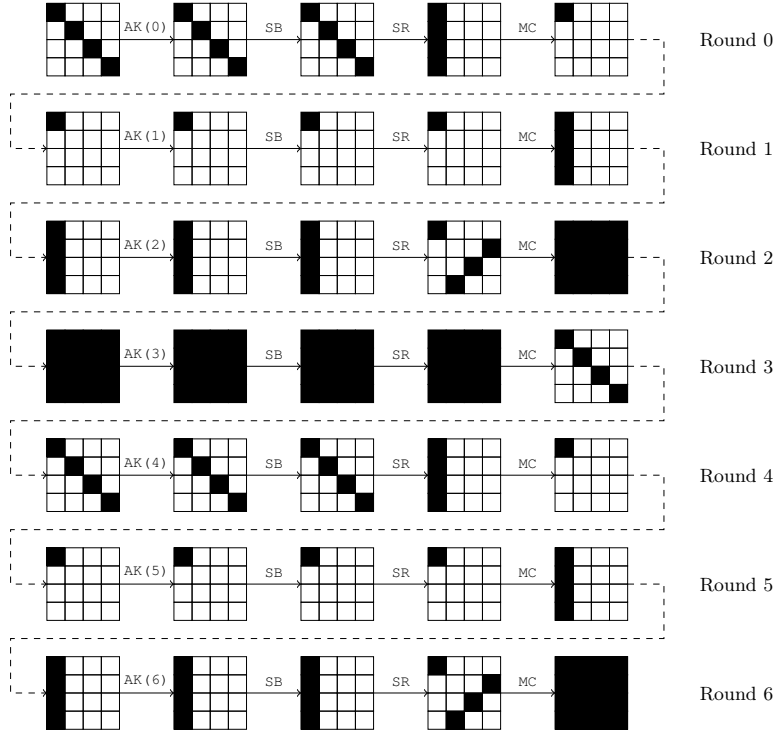 AK(0) SB SR MC Round 0
AK(1) SB SR MC Round 1
AK(2) SB SR MC Round 2
AK(3) SB SR MC Round 3
AK(4) SB SR MC Round 4
AK(5) SB SR MC Round 5
AK(6) SB SR MC Round 6